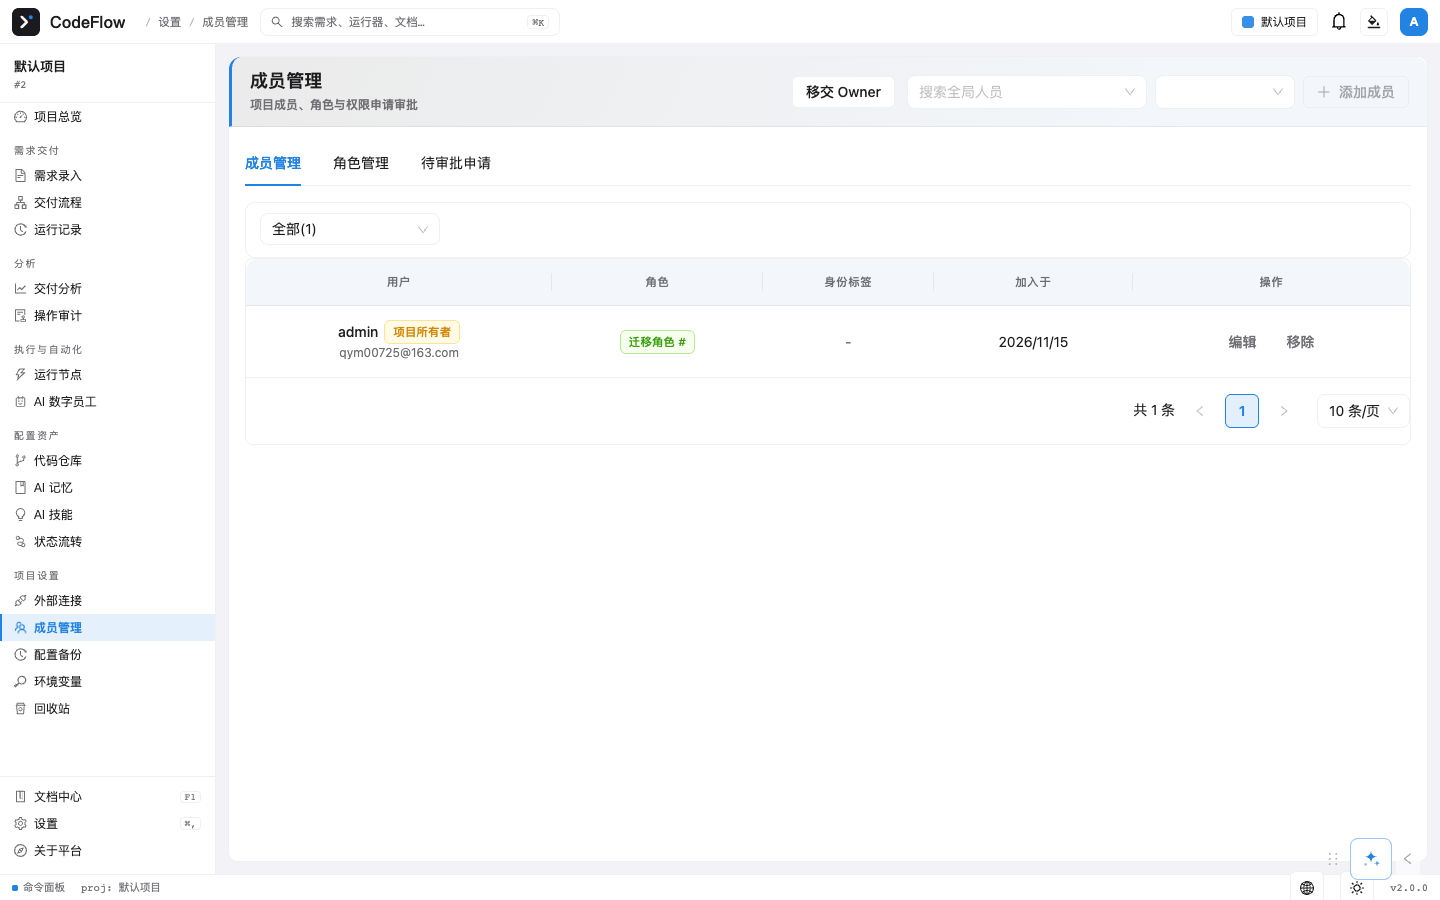 CodeFlow
/ 设置 / 成员管理
搜索需求、运行器、文档...
⌘K
默认项目
A
默认项目
#2
项目总览
需求交付
需求录入
交付流程
运行记录
分析
交付分析
操作审计
执行与自动化
运行节点
AI 数字员工
配置资产
代码仓库
AI 记忆
AI 技能
状态流转
项目设置
外部连接
成员管理
配置备份
环境变量
回收站
文档中心 F1
设置 ⌘,
关于平台
成员管理
项目成员、角色与权限申请审批
移交 Owner
搜索全局人员
添加成员
成员管理 角色管理 待审批申请
全部(1)
用户 角色 身份标签 加入于 操作
admin 项目所有者
qym00725@163.com
迁移角色 #
-
2026/11/15
编辑 移除
共 1 条
1
10 条/页
命令面板 proj: 默认项目
v2.0.0